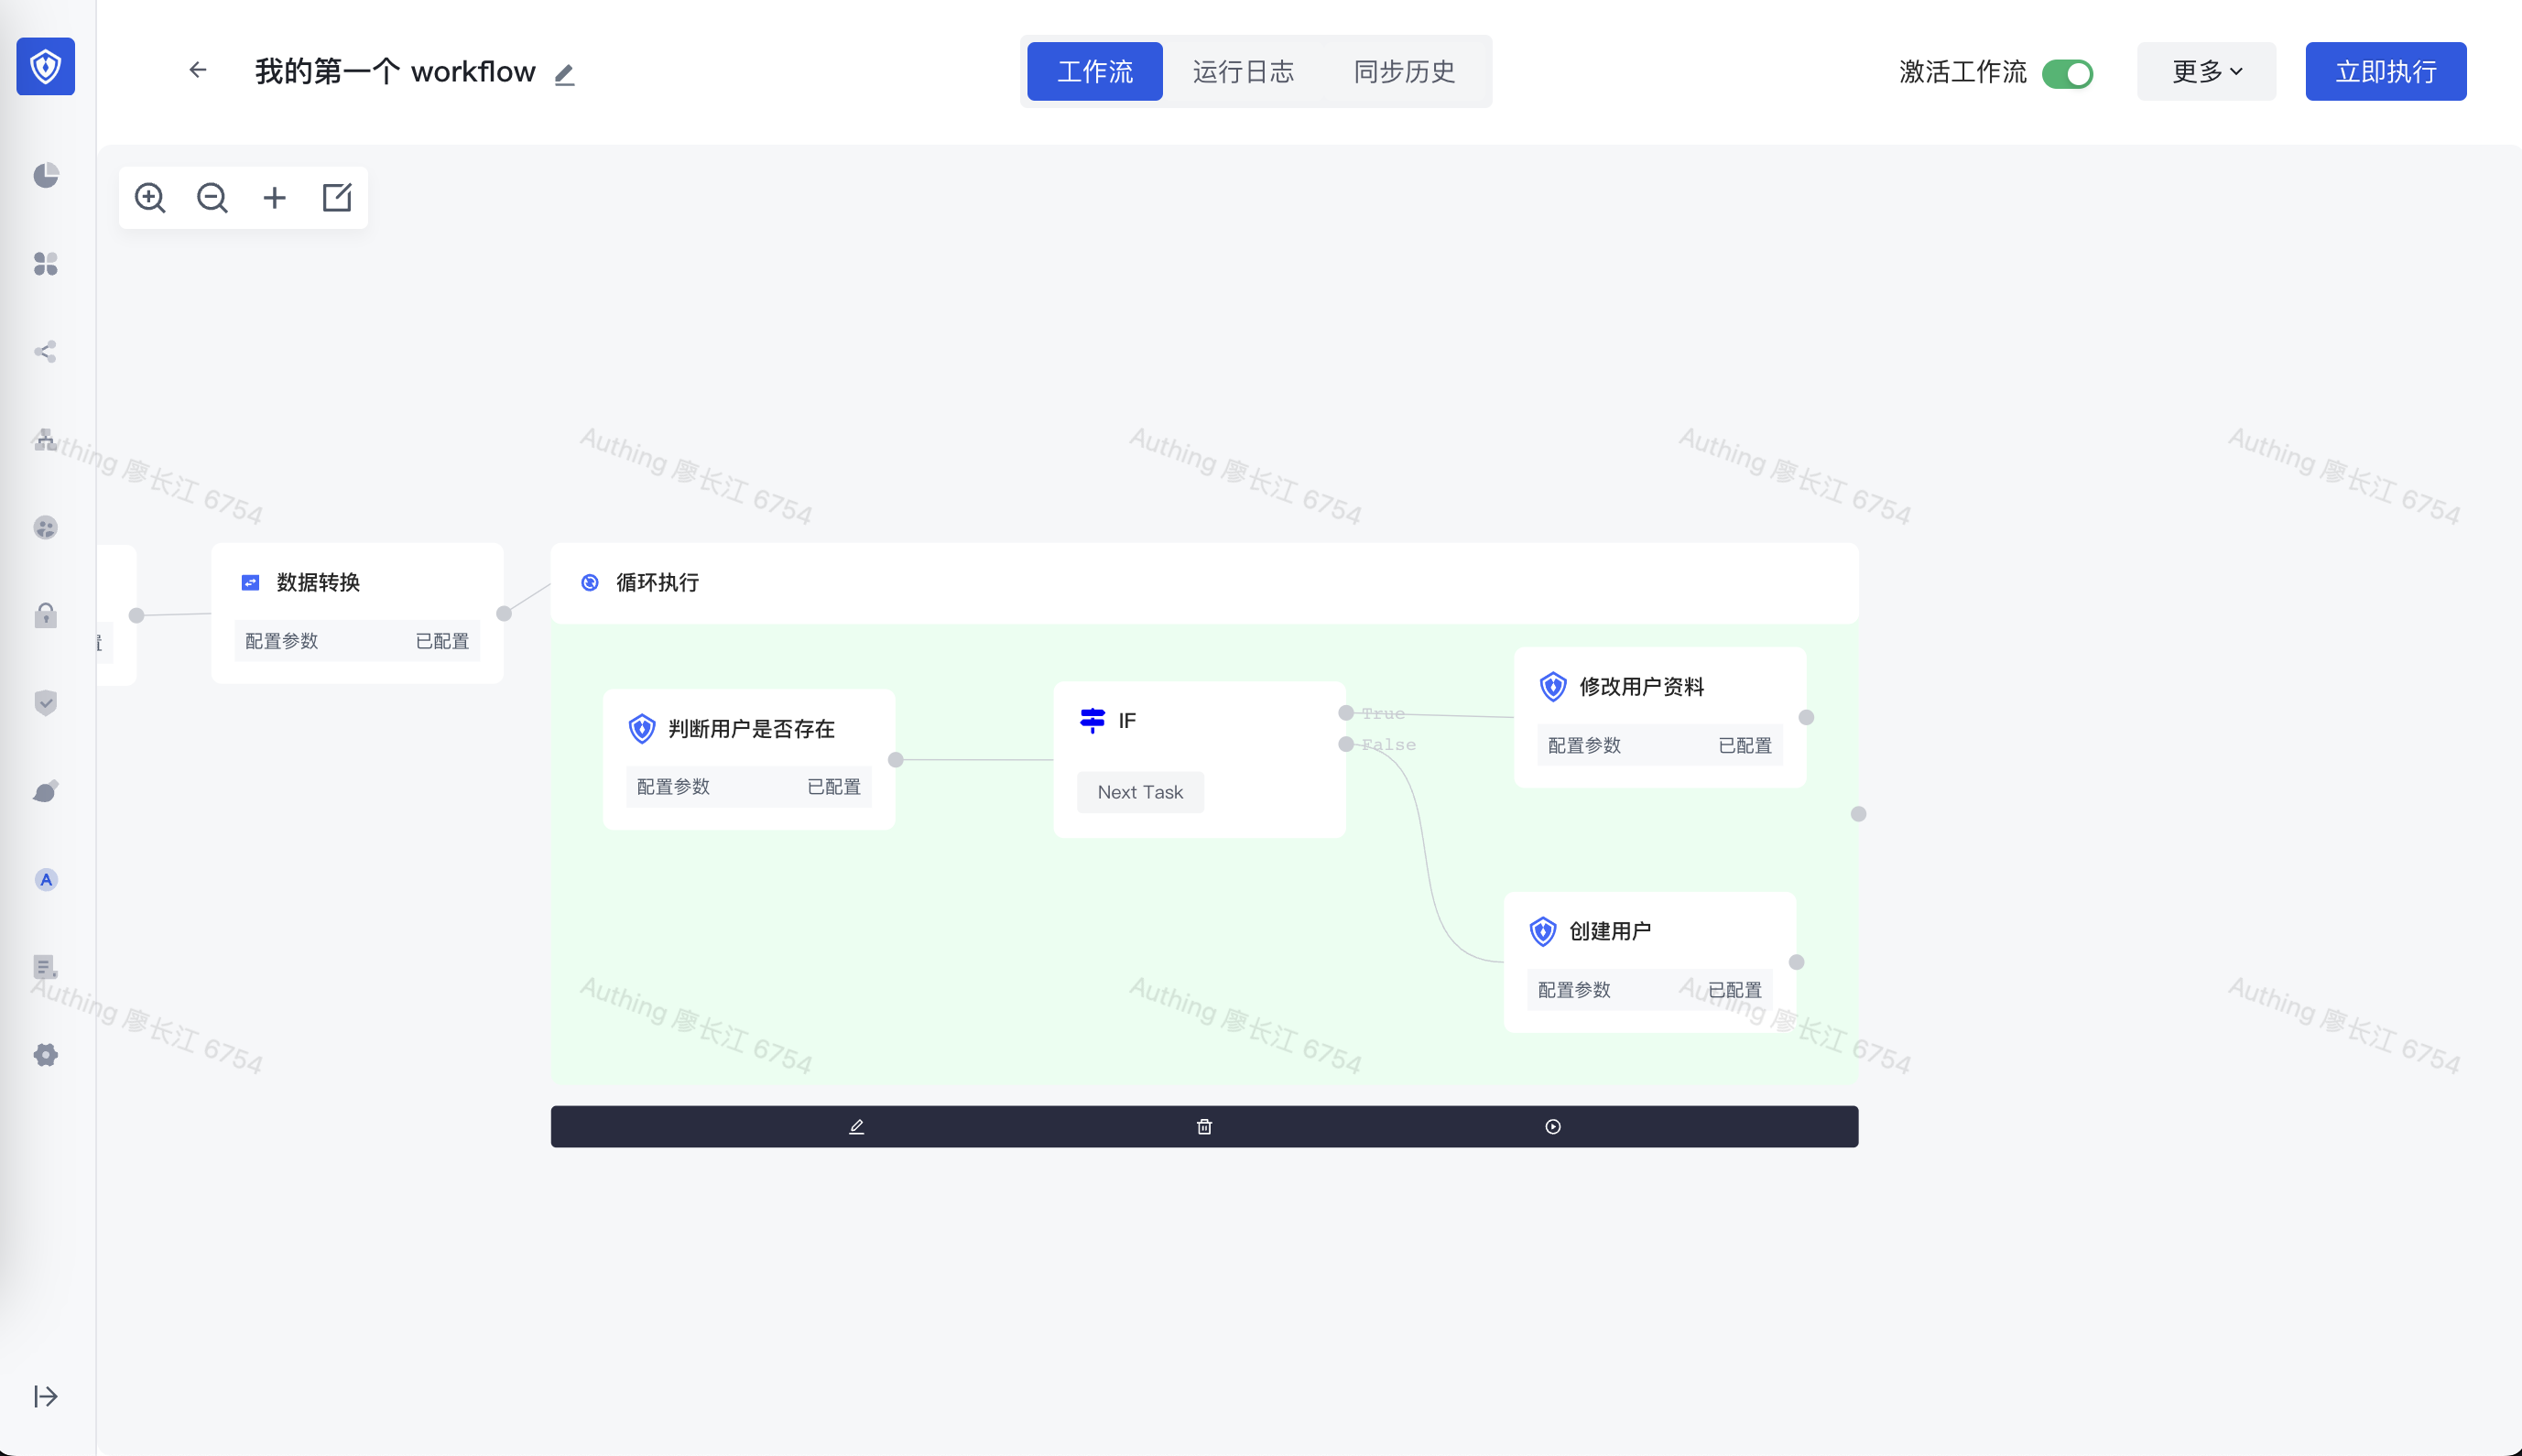 我的第一个 workflow
工作流
运行日志
同步历史
激活工作流
更多
立即执行
Authing 廖长江 6754
Authing 廖长江 6754
Authing 廖长江 6754
Authing 廖长江 6754
Authing 廖长江 6754
数据转换
配置参数
已配置
循环执行
判断用户是否存在
配置参数
已配置
IF
Next Task
True
False
修改用户资料
配置参数
已配置
创建用户
配置参数
已配置
A
Authing 廖长江 6754
Authing 廖长江 6754
Authing 廖长江 6754
Authing 廖长江 6754
Authing 廖长江 6754